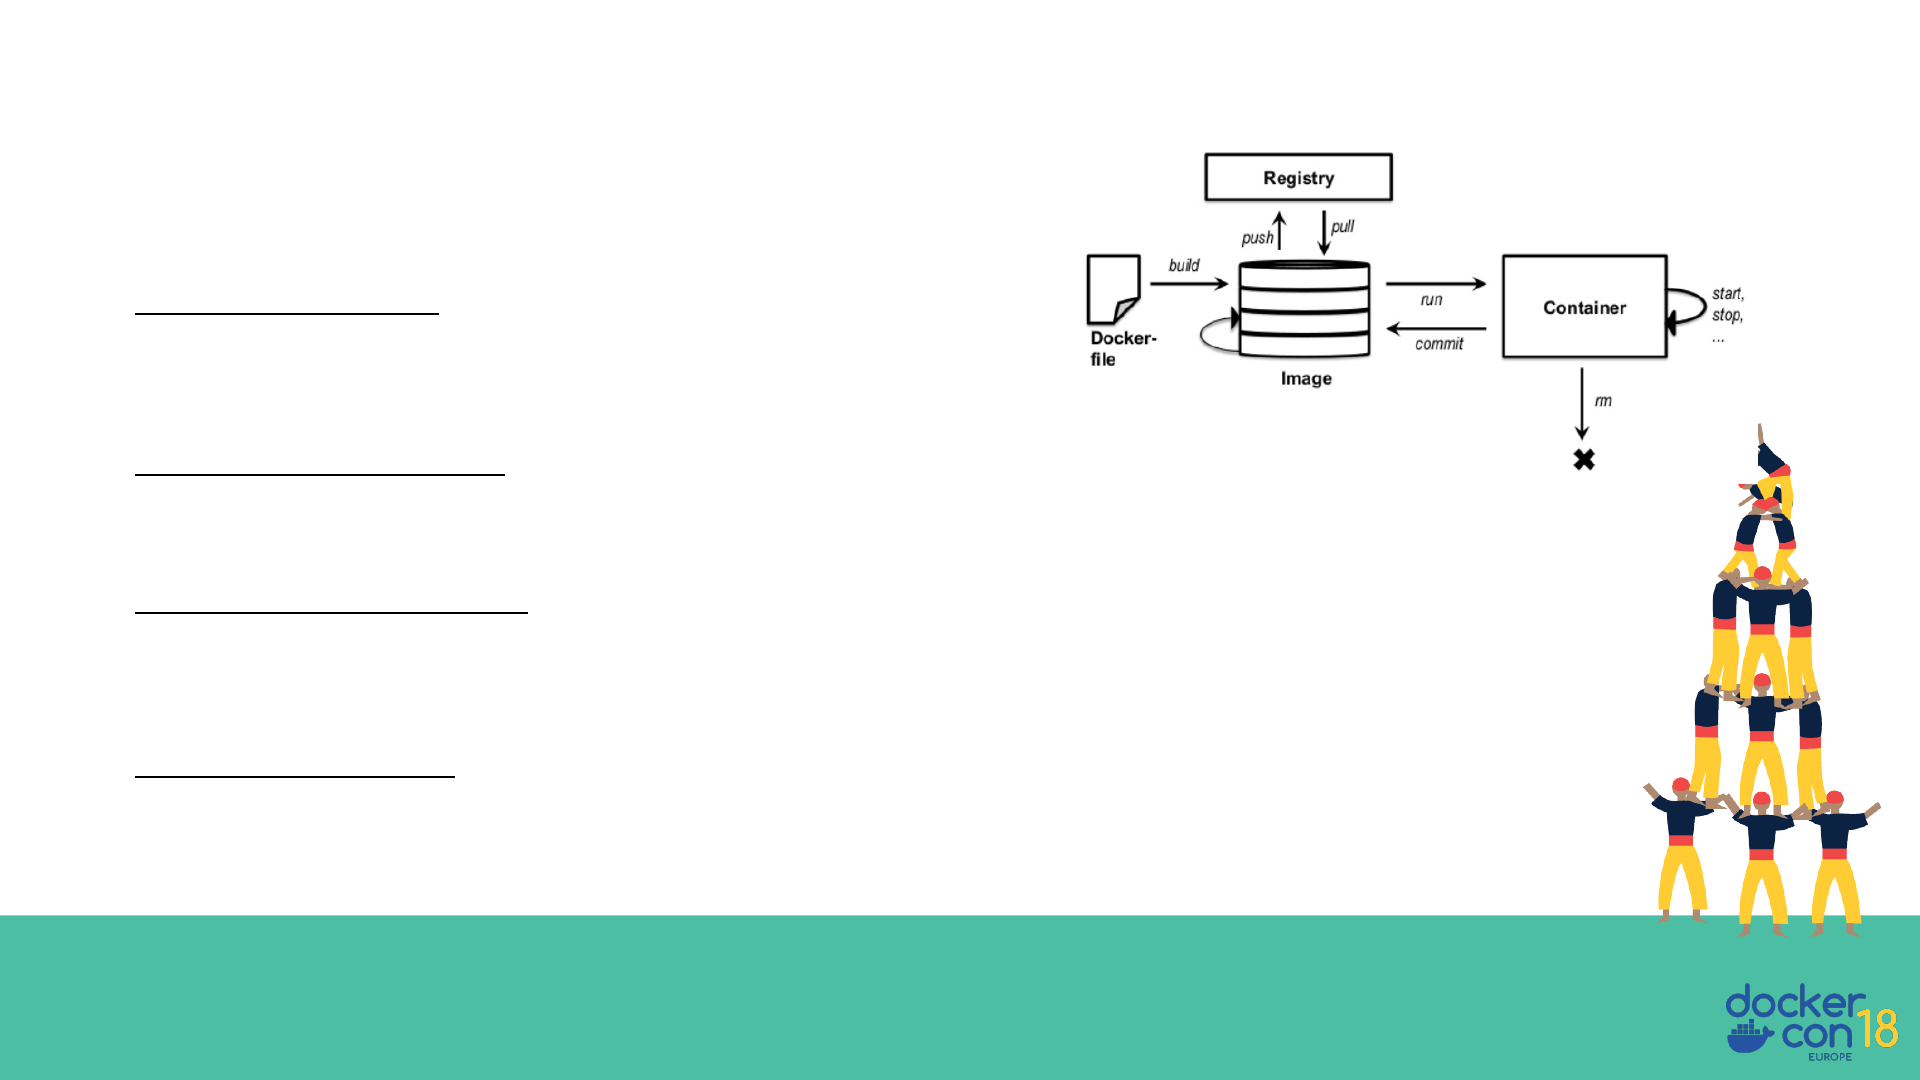 Registry
push
pull
build
run
commit
Docker-
file
Image
Container
start,
stop,
...
rm
docker
con 18
EUROPE